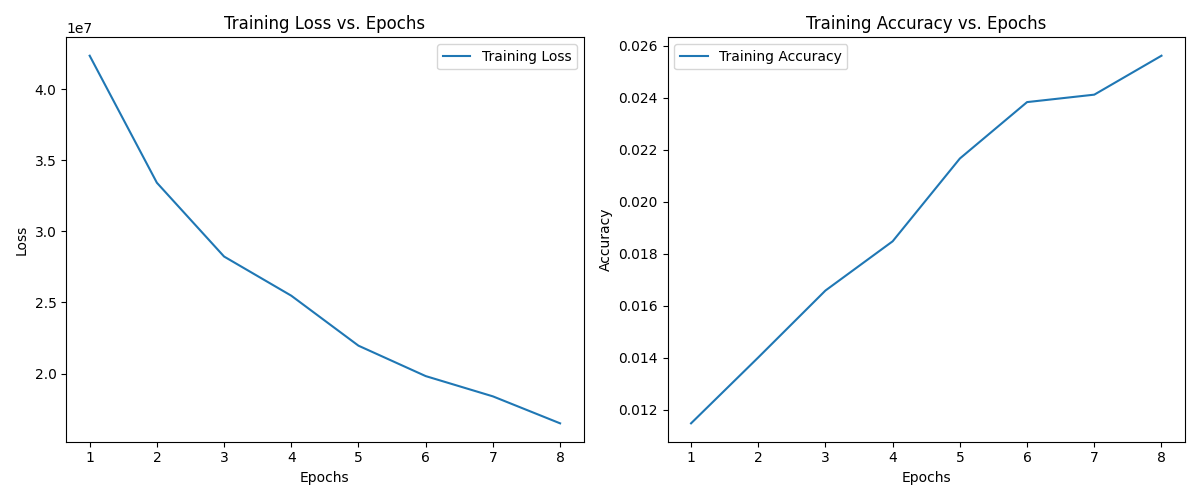 Training Loss vs. Epochs
1e7
Training Loss
4.0
3.5
3.0
2.5
2.0
Loss
1 2 3 4 5 6 7 8
Epochs
Training Accuracy vs. Epochs
Training Accuracy
0.026
0.024
0.022
0.020
0.018
0.016
0.014
0.012
Accuracy
1 2 3 4 5 6 7 8
Epochs